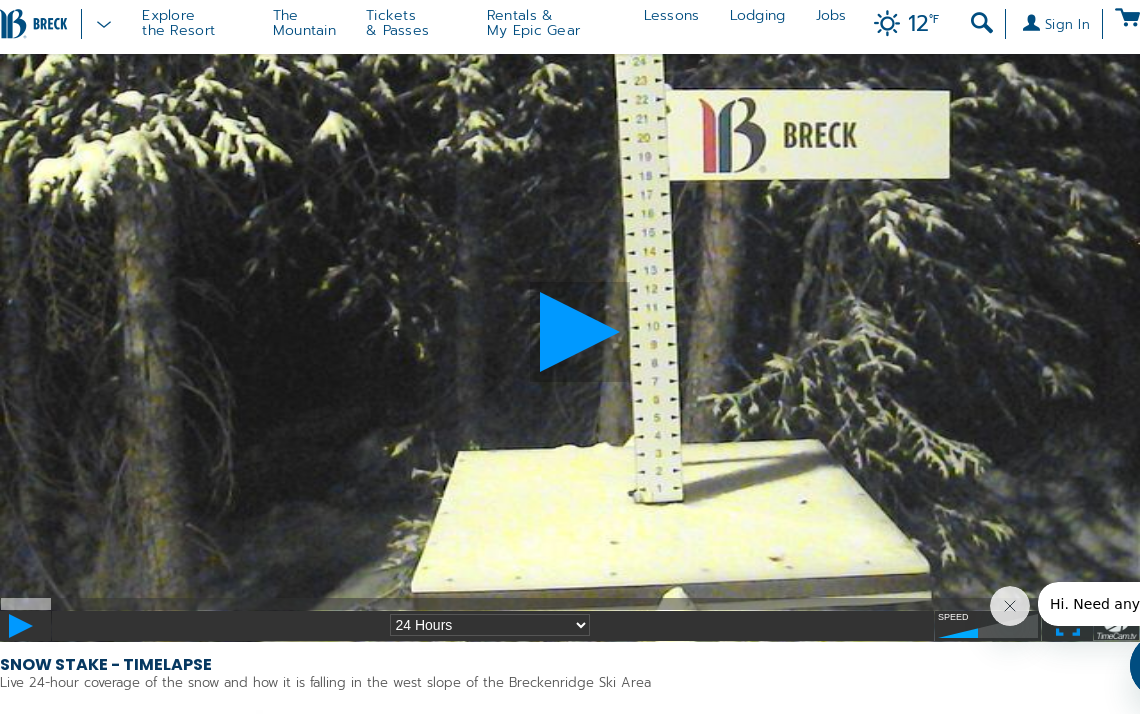 BRECK
Explore
the Resort
The
Mountain
Tickets
& Passes
Rentals &
My Epic Gear
Lessons
Lodging
Jobs
12°F
Sign In
24
23
22
21
20
19
18
17
16
15
14
13
12
11
10
9
8
7
6
5
4
3
2
1
B BRECK
24 Hours
SPEED
Hi. Need any
TimeCam.tv
SNOW STAKE - TIMELAPSE
Live 24-hour coverage of the snow and how it is falling in the west slope of the Breckenridge Ski Area